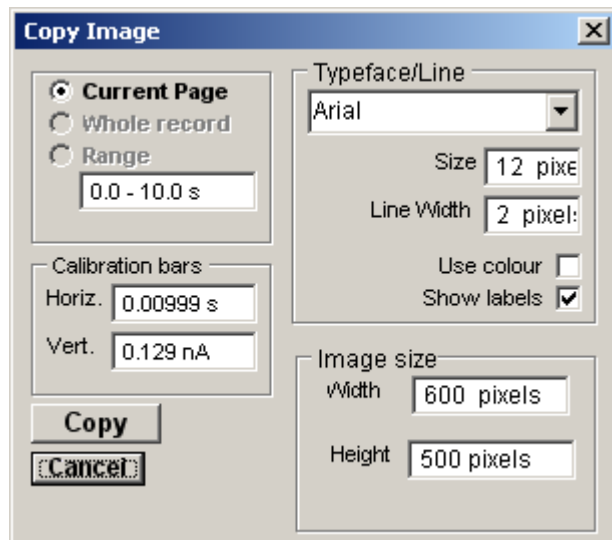 Copy Image
Current Page
Whole record
Range
0.0 - 10.0 s
Calibration bars
Horiz. 0.00999 s
Vert. 0.129 nA
Copy
Cancel
Typeface/Line
Arial
Size 12 pixe
Line Width 2 pixel
Use colour
Show labels
Image size
Width 600 pixels
Height 500 pixels